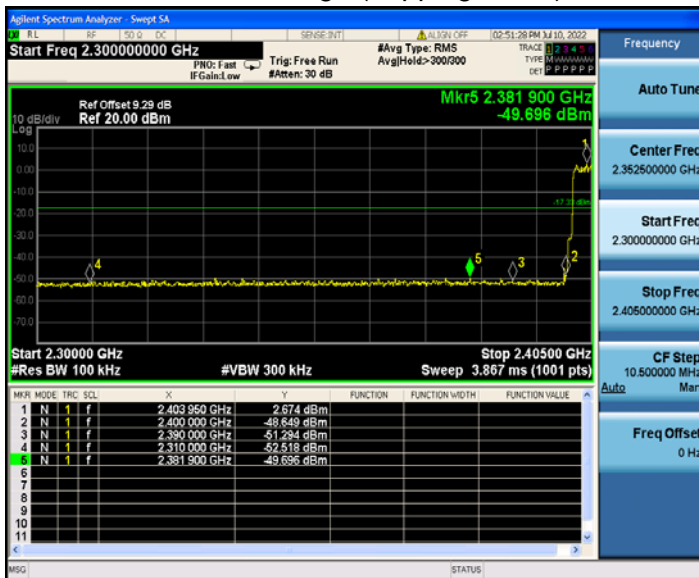 Agilent Spectrum Analyzer - Swept SA
RL RF 50 Ω DC SENSE:INT ALIGN OFF 02:51:28 PM Jul 10, 2022
Start Freq 2.300000000 GHz
PNO: Fast
IFGain:Low
Trig: Free Run
#Atten: 30 dB
#Avg Type: RMS
Avg|Hold:>300/300
TRACE 1 2 3 4 5 6
TYPE M
DET P P P P P P
Frequency
Auto Tune
Center Freq
2.352500000 GHz
Start Freq
2.300000000 GHz
Stop Freq
2.405000000 GHz
CF Step
10.500000 MHz
Auto Man
Freq Offset
0 Hz
Mkr5 2.381 900 GHz
-49.696 dBm
Ref Offset 9.29 dB
10 dB/div Ref 20.00 dBm
Log
10.0
0.00
-10.0
-20.0
-30.0
-40.0
-50.0
-60.0
-70.0
-17.33 dBm
1
2
3
4
5
Start 2.30000 GHz
Stop 2.40500 GHz
#Res BW 100 kHz #VBW 300 kHz Sweep 3.867 ms (1001 pts)
MKR MODE TRC SCL X Y FUNCTION FUNCTION WIDTH FUNCTION VALUE
1 N 1 f 2.403 950 GHz 2.674 dBm
2 N 1 f 2.400 000 GHz -48.649 dBm
3 N 1 f 2.390 000 GHz -51.294 dBm
4 N 1 f 2.310 000 GHz -52.518 dBm
5 N 1 f 2.381 900 GHz -49.696 dBm
6
7
8
9
10
11
MSG STATUS